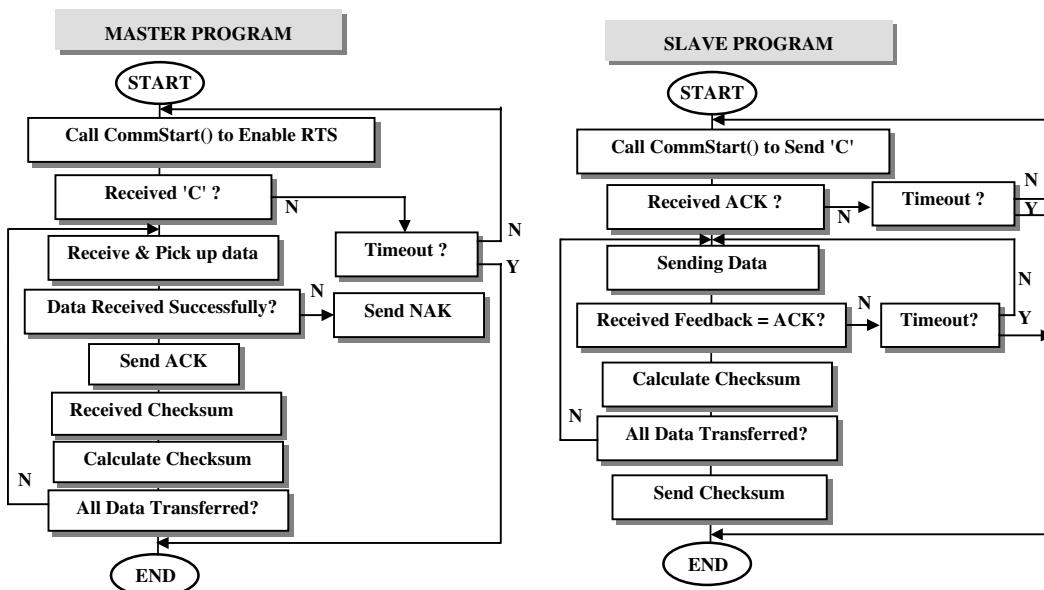 MASTER PROGRAM
START
Call CommStart() to Enable RTS
Received 'C' ?
N
Timeout ?
N
Y
Receive & Pick up data
Data Received Successfully?
N
Send NAK
Send ACK
Received Checksum
Calculate Checksum
N
All Data Transferred?
END
SLAVE PROGRAM
START
Call CommStart() to Send 'C'
Received ACK ?
N
Timeout ?
N
Y
Sending Data
N
Received Feedback = ACK?
N
Timeout?
Y
Calculate Checksum
N
All Data Transferred?
Send Checksum
END